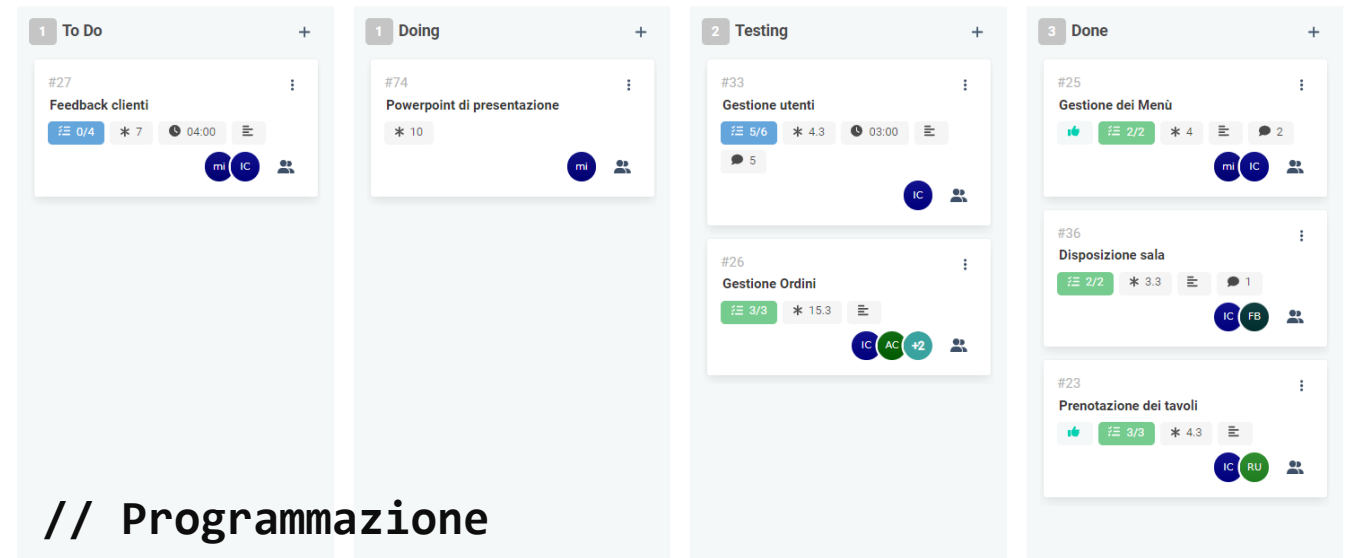 1 To Do +
#27
Feedback clienti
0/4 7 04:00
mi IC
1 Doing +
#74
Powerpoint di presentazione
10
mi
2 Testing +
#33
Gestione utenti
5/6 4.3 03:00
5
IC
#26
Gestione Ordini
3/3 15.3
IC AC +2
3 Done +
#25
Gestione dei Menù
2/2 4 2
mi IC
#36
Disposizione sala
2/2 3.3 1
IC FB
#23
Prenotazione dei tavoli
3/3 4.3
IC RU
// Programmazione